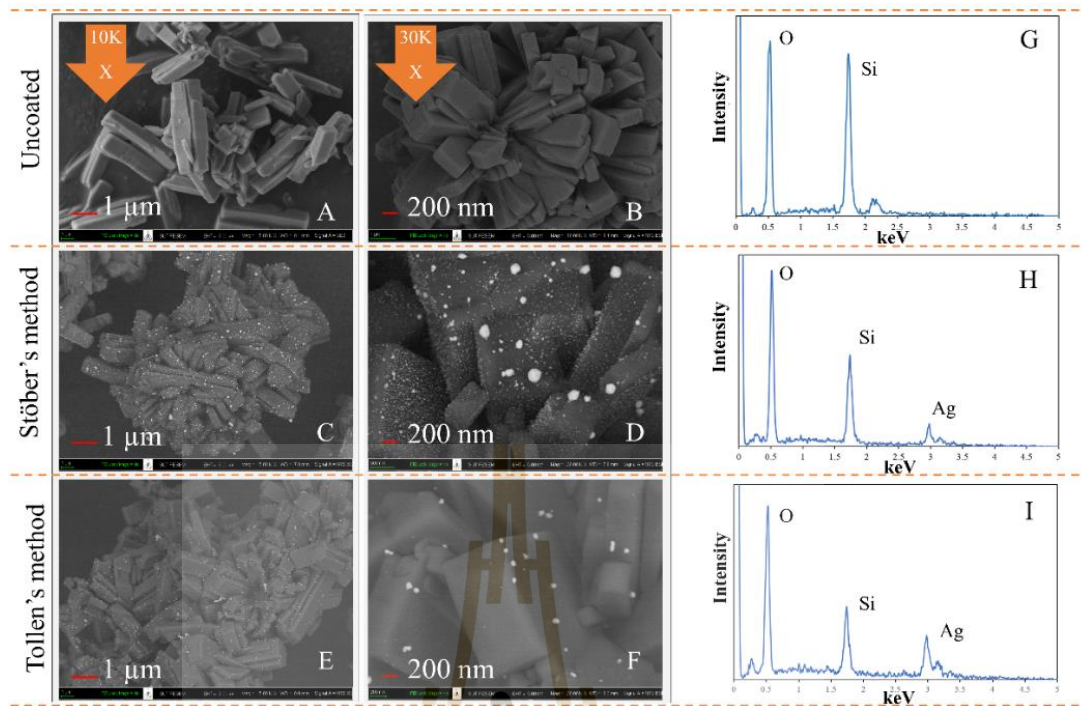 Uncoated
10K
X
1 µm
A
30K
X
200 nm
B
G
O
Si
Intensity
0 0.5 1 1.5 2 2.5 3 3.5 4 4.5 5
keV
Stöber's method
1 µm
C
200 nm
D
H
O
Si
Ag
Intensity
0 0.5 1 1.5 2 2.5 3 3.5 4 4.5 5
keV
Tollen's method
1 µm
E
200 nm
F
I
O
Si
Ag
Intensity
0 0.5 1 1.5 2 2.5 3 3.5 4 4.5 5
keV